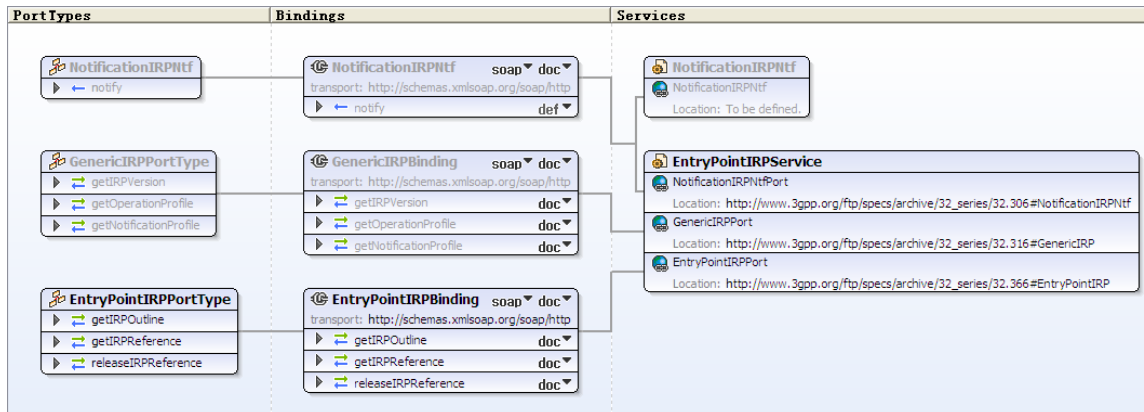 PortTypes
Bindings
Services
NotificationIRPNtf
notify
NotificationIRPNtf soap doc
transport: http://schemas.xmlsoap.org/soap/http
notify def
NotificationIRPNtf
NotificationIRPNtf
Location: To be defined.
GenericIRPPortType
getIRPVersion
getOperationProfile
getNotificationProfile
GenericIRPBinding soap doc
transport: http://schemas.xmlsoap.org/soap/http
getIRPVersion doc
getOperationProfile doc
getNotificationProfile doc
EntryPointIRPService
NotificationIRPNtfPort
Location: http://www.3gpp.org/ftp/specs/archive/32_series/32.306#NotificationIRPNtf
GenericIRPPort
Location: http://www.3gpp.org/ftp/specs/archive/32_series/32.316#GenericIRP
EntryPointIRPPort
Location: http://www.3gpp.org/ftp/specs/archive/32_series/32.366#EntryPointIRP
EntryPointIRPPortType
getIRPOutline
getIRPReference
releaseIRPReference
EntryPointIRPBinding soap doc
transport: http://schemas.xmlsoap.org/soap/http
getIRPOutline doc
getIRPReference doc
releaseIRPReference doc